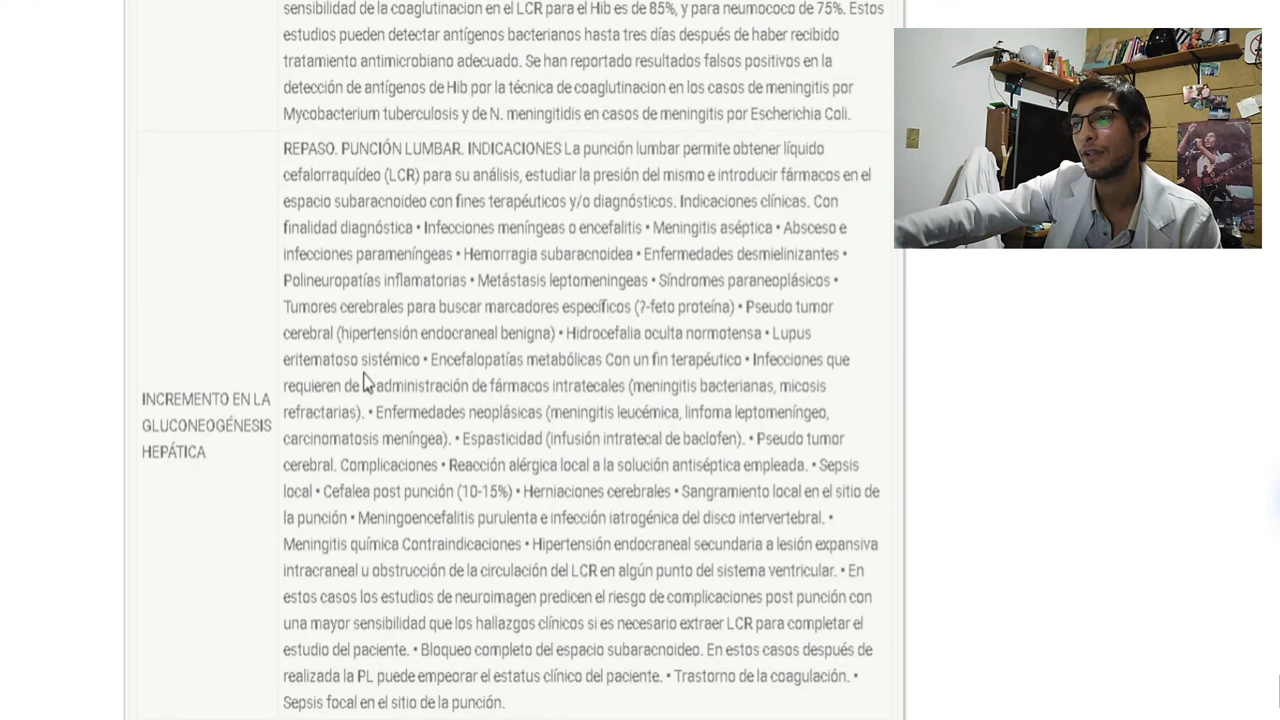 sensibilidad de la coaglutinacion en el LCR para el Hib es de 85%, y para neumococo de 75%. Estos
estudios pueden detectar antígenos bacterianos hasta tres días después de haber recibido
tratamiento antimicrobiano adecuado. Se han reportado resultados falsos positivos en la
detección de antígenos de Hib por la técnica de coaglutinacion en los casos de meningitis por
Mycobacterium tuberculosis y de N. meningitidis en casos de meningitis por Escherichia Coli.
INCREMENTO EN LA
GLUCONEOGÉNESIS
HEPÁTICA
REPASO. PUNCIÓN LUMBAR. INDICACIONES La punción lumbar permite obtener líquido
cefalorraquídeo (LCR) para su análisis, estudiar la presión del mismo e introducir fármacos en el
espacio subaracnoideo con fines terapéuticos y/o diagnósticos. Indicaciones clínicas. Con
finalidad diagnóstica • Infecciones meníngeas o encefalitis • Meningitis aséptica • Absceso e
infecciones parameníngeas • Hemorragia subaracnoidea • Enfermedades desmielinizantes •
Polineuropatías inflamatorias • Metástasis leptomeningeas • Síndromes paraneoplásicos •
Tumores cerebrales para buscar marcadores específicos (?-feto proteína) • Pseudo tumor
cerebral (hipertensión endocraneal benigna) • Hidrocefalia oculta normotensa • Lupus
eritematoso sistémico • Encefalopatías metabólicas Con un fin terapéutico • Infecciones que
requieren de administración de fármacos intratecales (meningitis bacterianas, micosis
refractarias). • Enfermedades neoplásicas (meningitis leucémica, linfoma leptomeníngeo,
carcinomatosis meníngea). • Espasticidad (infusión intratecal de baclofen). • Pseudo tumor
cerebral. Complicaciones • Reacción alérgica local a la solución antiséptica empleada. • Sepsis
local • Cefalea post punción (10-15%) • Herniaciones cerebrales • Sangramiento local en el sitio de
la punción • Meningoencefalitis purulenta e infección iatrogénica del disco intervertebral. •
Meningitis química Contraindicaciones • Hipertensión endocraneal secundaria a lesión expansiva
intracraneal u obstrucción de la circulación del LCR en algún punto del sistema ventricular. • En
estos casos los estudios de neuroimagen predicen el riesgo de complicaciones post punción con
una mayor sensibilidad que los hallazgos clínicos si es necesario extraer LCR para completar el
estudio del paciente. • Bloqueo completo del espacio subaracnoideo. En estos casos después de
realizada la PL puede empeorar el estatus clínico del paciente. • Trastorno de la coagulación. •
Sepsis focal en el sitio de la punción.